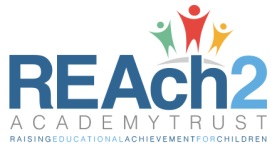 REAch2
ACADEMYTRUST
RAISINGEDUCATIONALACHIEVEMENTFORCHILDREN